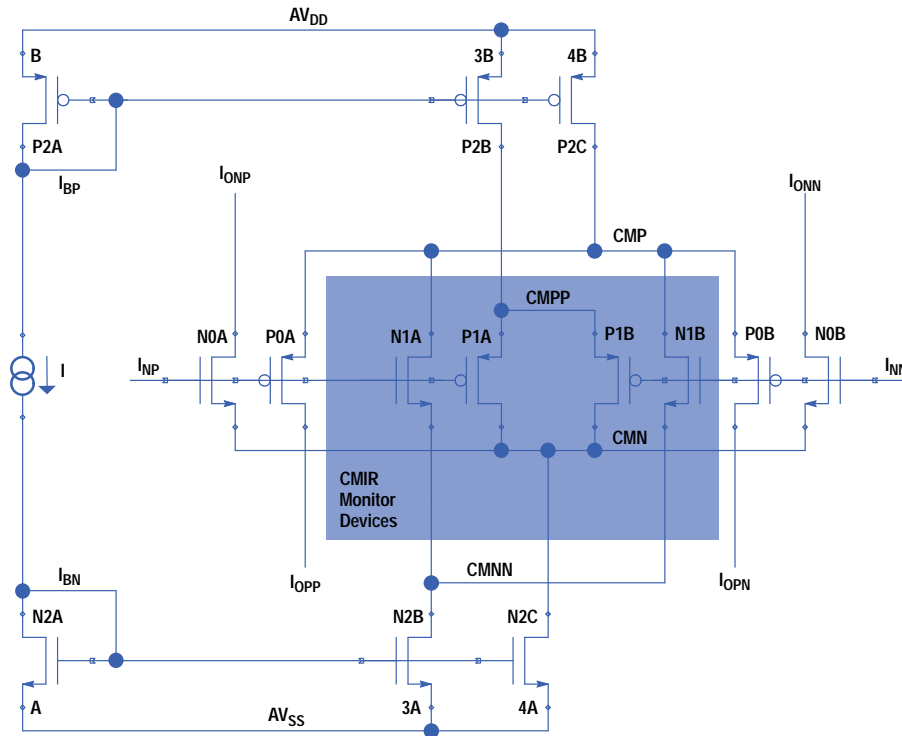 AVDD
B
3B
4B
P2A
P2B
P2C
IBP
IONP
IONN
CMP
CMPP
N0A
P0A
N1A
P1A
P1B
N1B
P0B
N0B
INP
INN
I
CMN
CMIR
Monitor
Devices
IBN
IOPP
CMNN
IOPN
N2A
N2B
N2C
A
AVSS
3A
4A